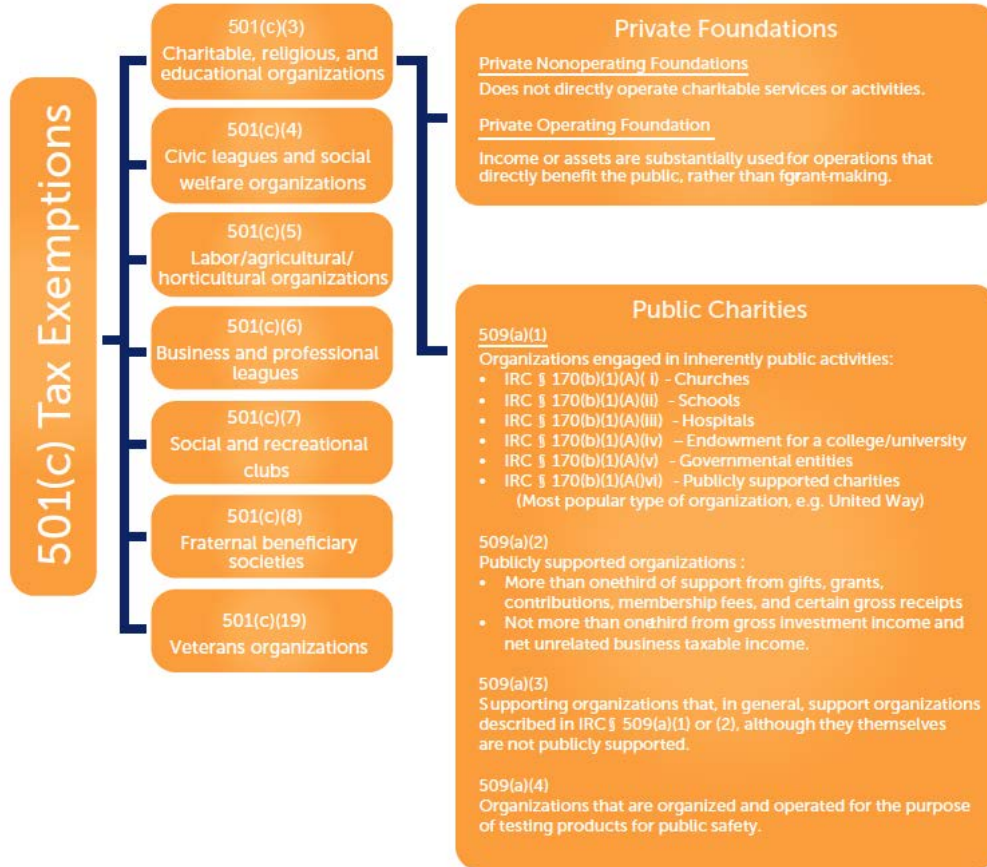 501(c) Tax Exemptions
501(c)(3)
Charitable, religious, and
educational organizations
501(c)(4)
Civic leagues and social
welfare organizations
501(c)(5)
Labor/agricultural/
horticultural organizations
501(c)(6)
Business and professional
leagues
501(c)(7)
Social and recreational
clubs
501(c)(8)
Fraternal beneficiary
societies
501(c)(19)
Veterans organizations
Private Foundations
Private Nonoperating Foundations
Does not directly operate charitable services or activities.
Private Operating Foundation
Income or assets are substantially used for operations that
directly benefit the public, rather than fgrant-making.
Public Charities
509(a)(1)
Organizations engaged in inherently public activities:
• IRC § 170(b)(1)(A)( i) - Churches
• IRC § 170(b)(1)(A)(ii) - Schools
• IRC § 170(b)(1)(A)(iii) - Hospitals
• IRC § 170(b)(1)(A)(iv) – Endowment for a college/university
• IRC § 170(b)(1)(A)(v) - Governmental entities
• IRC § 170(b)(1)(A()vi) - Publicly supported charities
(Most popular type of organization, e.g. United Way)
509(a)(2)
Publicly supported organizations :
• More than onethird of support from gifts, grants,
contributions, membership fees, and certain gross receipts
• Not more than onethird from gross investment income and
net unrelated business taxable income.
509(a)(3)
Supporting organizations that, in general, support organizations
described in IRC § 509(a)(1) or (2), although they themselves
are not publicly supported.
509(a)(4)
Organizations that are organized and operated for the purpose
of testing products for public safety.